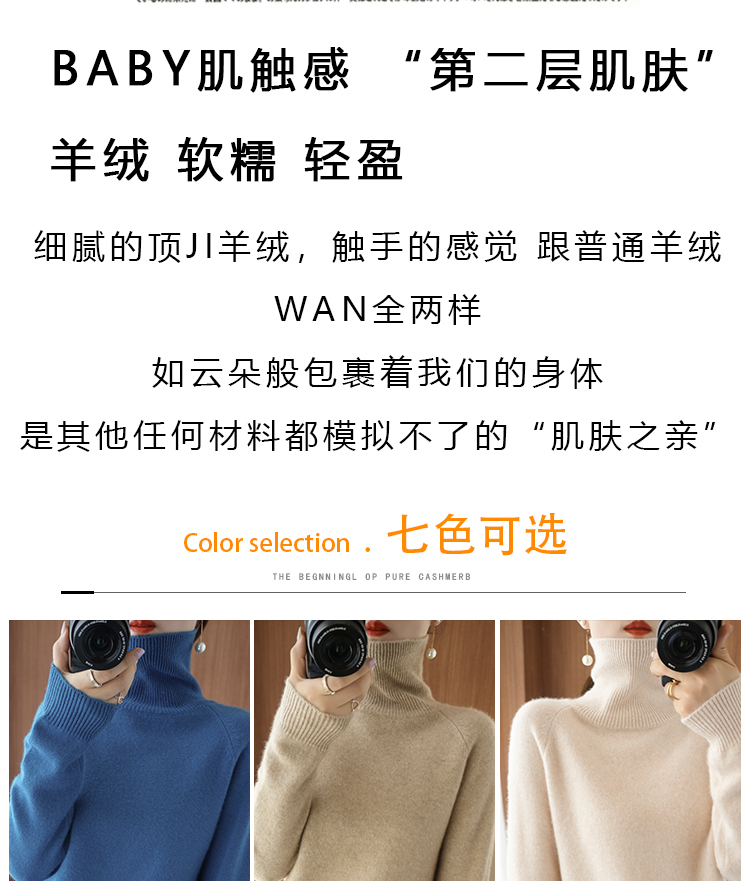 BABY肌触感 “第二层肌肤”
羊绒 软糯 轻盈
细腻的顶JI羊绒，触手的感觉 跟普通羊绒
WAN全两样
如云朵般包裹着我们的身体
是其他任何材料都模拟不了的“肌肤之亲”
Color selection . 七色可选
THE BEGNNINGL OP PURE CASHMERB